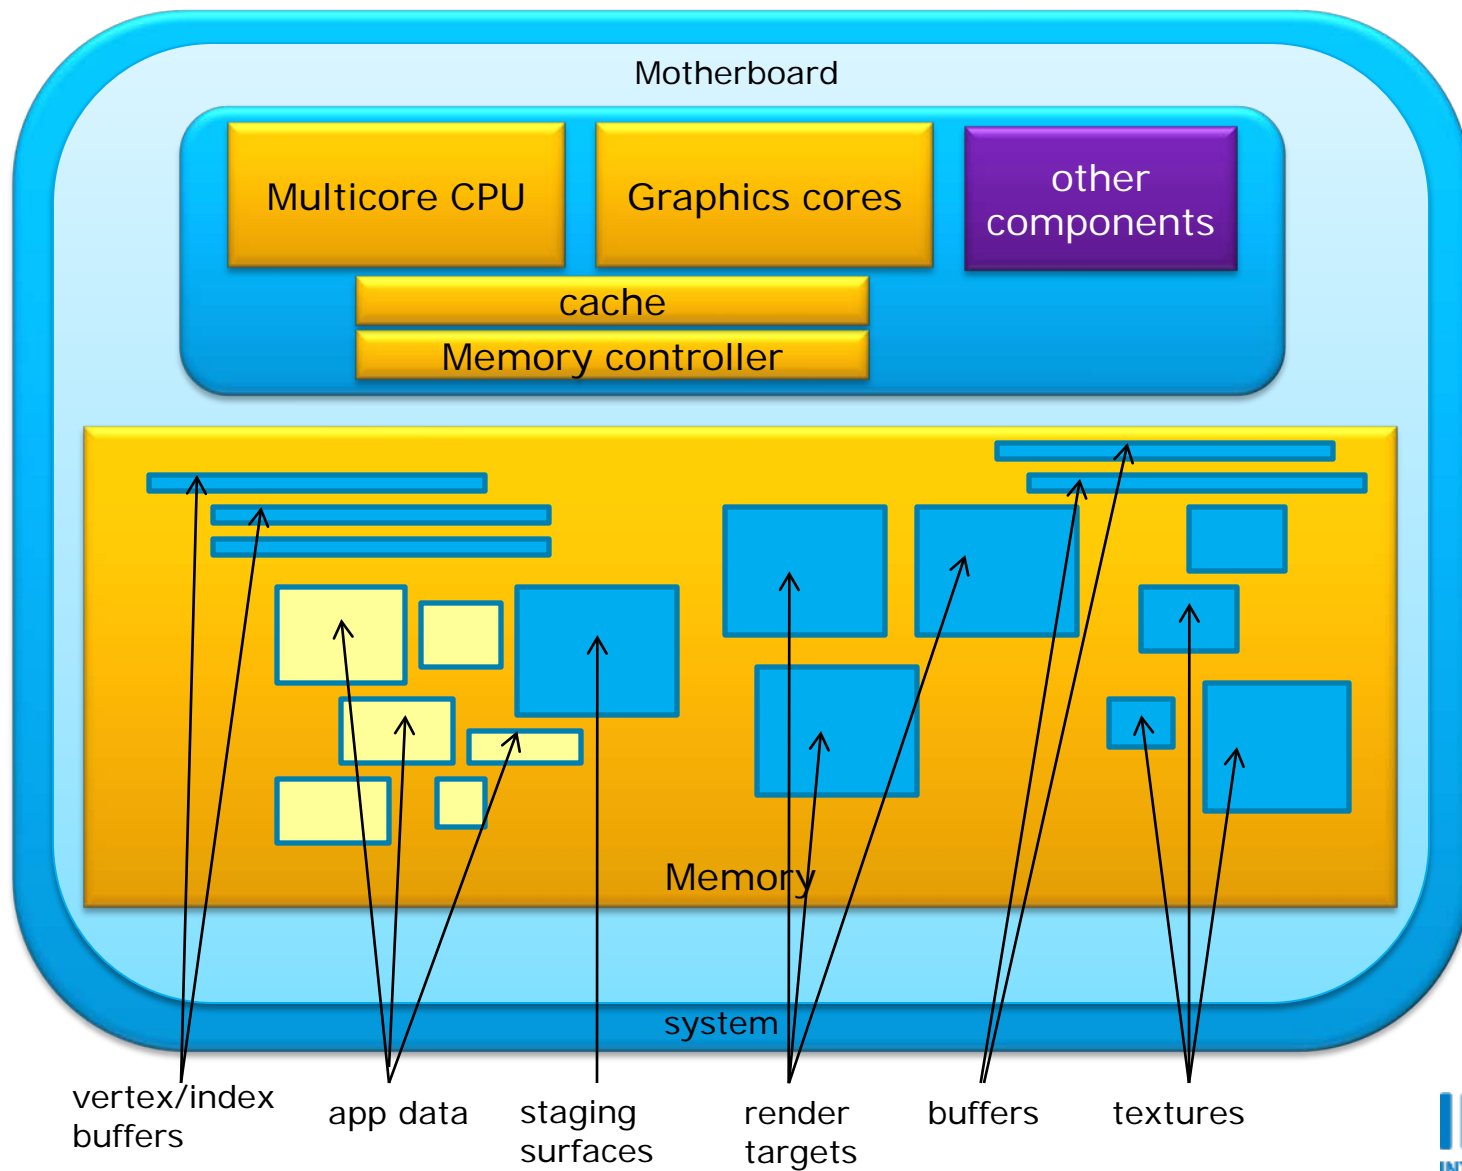 Motherboard
Multicore CPU
Graphics cores
other
components
cache
Memory controller
Memory
system
vertex/index
buffers
app data
staging
surfaces
render
targets
buffers
textures